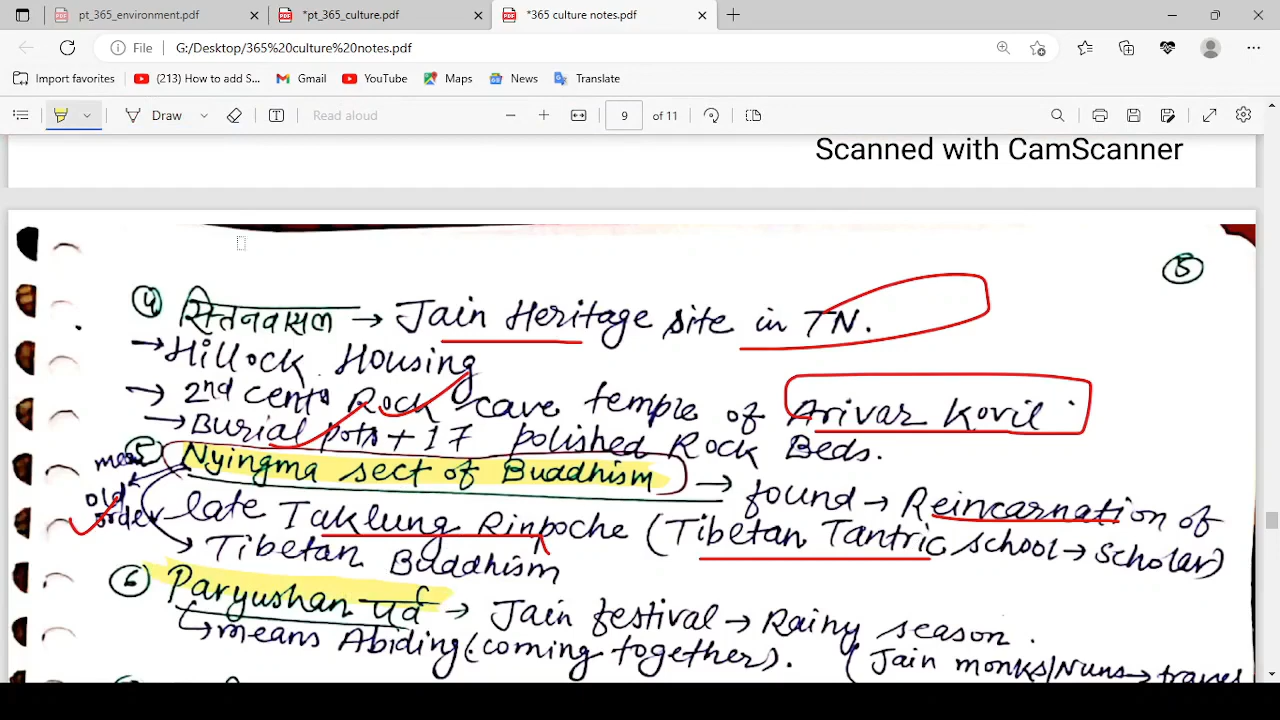 pt_365_environment.pdf
*pt_365_culture.pdf
*365 culture notes.pdf
File G:/Desktop/365%20culture%20notes.pdf
Import favorites (213) How to add S... Gmail YouTube Maps News Translate
Draw Read aloud 9 of 11
Scanned with CamScanner
5
4 सित्तनवासल → Jain Heritage site in TN.
→ Hillock Housing
→ 2nd cent. Rock cave temple of Arivar Kovil
→ Burial pots + 17 polished Rock Beds.
5 Nyingma sect of Buddhism → found → Reincarnation of
old order
late Taklung Rinpoche (Tibetan Tantric school → Scholar)
→ Tibetan Buddhism
6 Paryushan पर्व → Jain festival → Rainy season.
↳ means Abiding (coming together).
(Jain monks/Nuns →